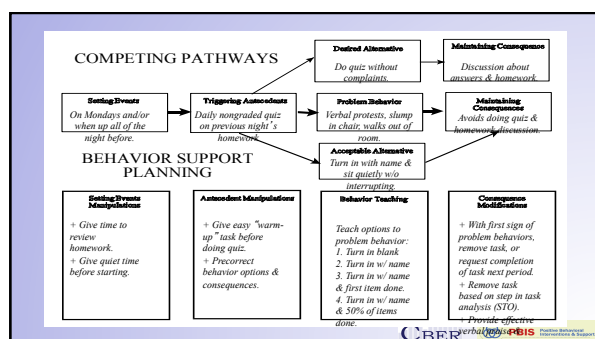 COMPETING PATHWAYS
Desired Alternative
Do quiz without
complaints.
Maintaining Consequence
Discussion about
answers & homework.
Setting Events
On Mondays and/or
when up all of the
night before.
Triggering Antecedents
Daily nongraded quiz
on previous night's
homework
Problem Behavior
Verbal protests, slump
in chair, walks out of
room.
Maintaining
Consequences
Avoids doing quiz &
homework discussion.
Acceptable Alternative
Turn in with name &
sit quietly w/o
interrupting.
BEHAVIOR SUPPORT
PLANNING
Setting Events
Manipulations
+ Give time to
review
homework.
+ Give quiet time
before starting.
Antecedent Manipulations
+ Give easy “warm-
up” task before
doing quiz.
+ Precorrect
behavior options &
consequences.
Behavior Teaching
Teach options to
problem behavior:
1. Turn in blank
2. Turn in w/ name
3. Turn in w/ name
& first item done.
4. Turn in w/ name
& 50% of items
done.
Consequence
Modifications
+ With first sign of
problem behaviors,
remove task, or
request completion
of task next period.
+ Remove task
based on step in task
analysis (STO).
+ Provide effective
verbal
CBER
PBIS Positive Behavioral
Interventions & Supports